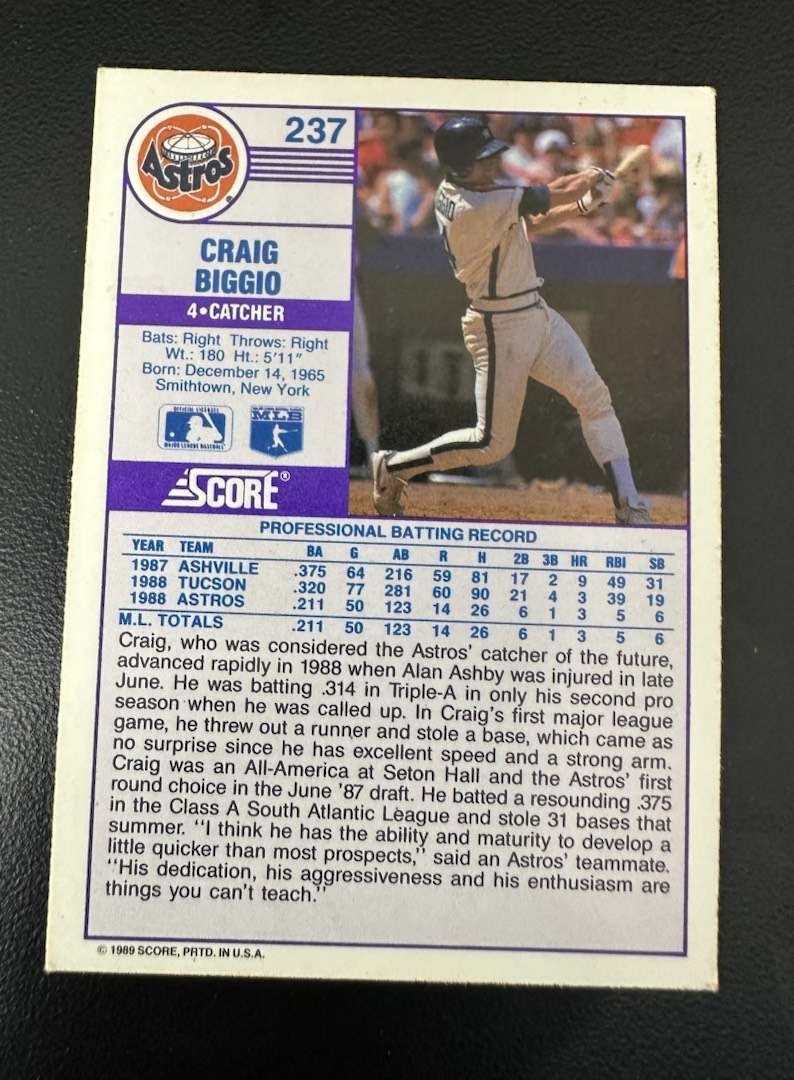 Astros
237
CRAIG
BIGGIO
4•CATCHER
Bats: Right Throws: Right
Wt.: 180 Ht.: 5'11"
Born: December 14, 1965
Smithtown, New York
MAJOR LEAGUE BASEBALL
MLB
SCORE®
PROFESSIONAL BATTING RECORD
YEAR TEAM BA G AB R H 2B 3B HR RBI SB
1987 ASHVILLE .375 64 216 59 81 17 2 9 49 31
1988 TUCSON .320 77 281 60 90 21 4 3 39 19
1988 ASTROS .211 50 123 14 26 6 1 3 5 6
M.L. TOTALS .211 50 123 14 26 6 1 3 5 6
Craig, who was considered the Astros' catcher of the future,
advanced rapidly in 1988 when Alan Ashby was injured in late
June. He was batting .314 in Triple-A in only his second pro
season when he was called up. In Craig's first major league
game, he threw out a runner and stole a base, which came as
no surprise since he has excellent speed and a strong arm.
Craig was an All-America at Seton Hall and the Astros' first
round choice in the June '87 draft. He batted a resounding .375
in the Class A South Atlantic League and stole 31 bases that
summer. "I think he has the ability and maturity to develop a
little quicker than most prospects," said an Astros' teammate.
"His dedication, his aggressiveness and his enthusiasm are
things you can't teach."
© 1989 SCORE, PRTD. IN U.S.A.